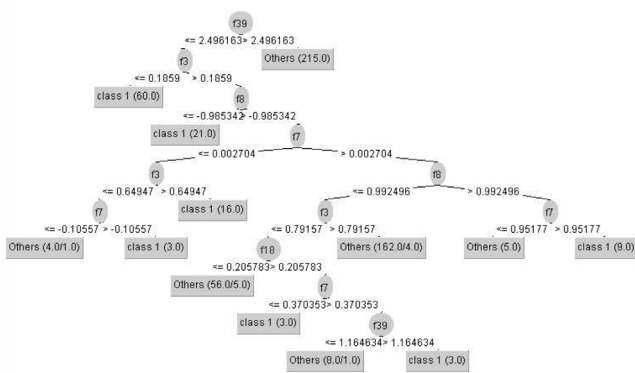 f39
<= 2.496163> 2.496163
f3
Others (215.0)
<= 0.1859 > 0.1859
class 1 (60.0)
f8
<= -0.985342> -0.985342
class 1 (21.0)
f7
<= 0.002704 > 0.002704
f3
f8
<= 0.64947 > 0.64947
<= 0.992496 > 0.992496
f7
class 1 (16.0)
f3
f7
<= -0.10557 > -0.10557
<= 0.79157 > 0.79157
<= 0.95177 > 0.95177
Others (4.0/1.0)
class 1 (3.0)
f18
Others (162.0/4.0)
Others (5.0)
class 1 (9.0)
<= 0.205783> 0.205783
Others (56.0/5.0)
f7
<= 0.370353> 0.370353
class 1 (3.0)
f39
<= 1.164634> 1.164634
Others (8.0/1.0)
class 1 (3.0)